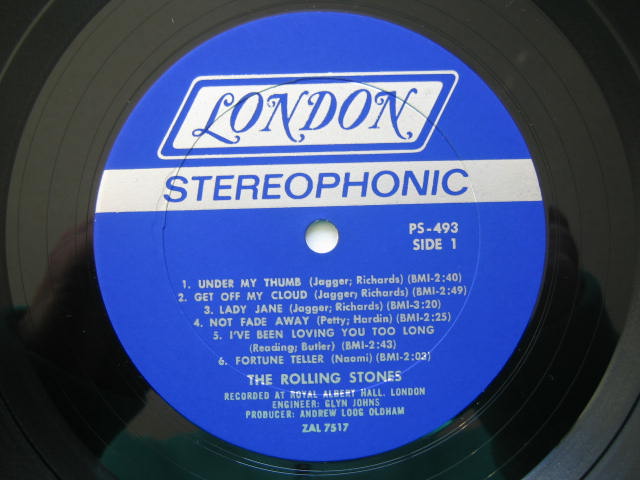 LONDON
STEREOPHONIC
PS-493
SIDE 1
1. UNDER MY THUMB (Jagger; Richards) (BMI-2:40)
2. GET OFF MY CLOUD (Jagger; Richards) (BMI-2:49)
3. LADY JANE (Jagger; Richards) (BMI-3:20)
4. NOT FADE AWAY (Petty; Hardin) (BMI-2:25)
5. I'VE BEEN LOVING YOU TOO LONG
(Reading; Butler) (BMI-2:43)
6. FORTUNE TELLER (Naomi) (BMI-2:03)
THE ROLLING STONES
RECORDED AT ROYAL ALBERT HALL. LONDON
ENGINEER: GLYN JOHNS
PRODUCER: ANDREW LOOG OLDHAM
ZAL 7517